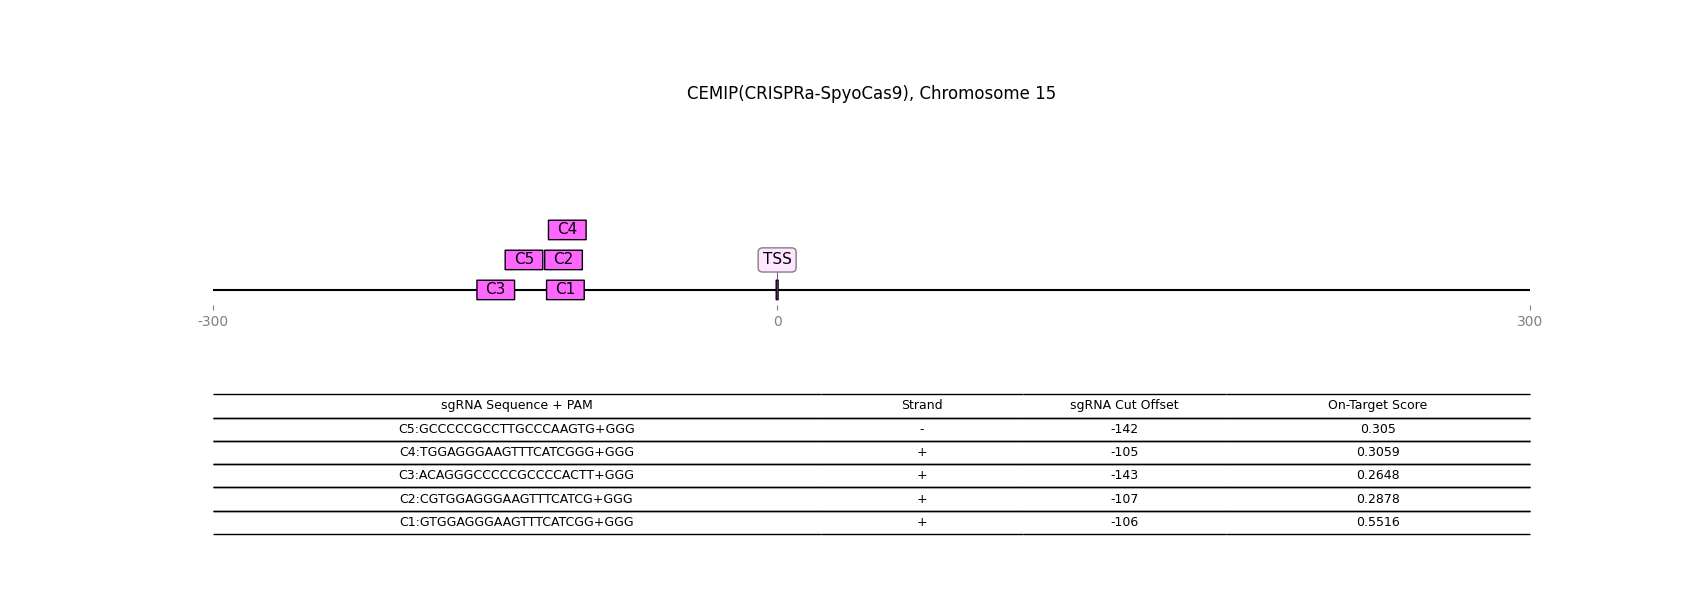 CEMIP(CRISPRa-SpyoCas9), Chromosome 15
C4
C5 C2 TSS
C3 C1
-300 0 300
sgRNA Sequence + PAM Strand sgRNA Cut Offset On-Target Score
C5:GCCCCCGCCTTGCCCAAGTG+GGG - -142 0.305
C4:TGGAGGGAAGTTTCATCGGG+GGG + -105 0.3059
C3:ACAGGGCCCCCGCCCCACTT+GGG + -143 0.2648
C2:CGTGGAGGGAAGTTTCATCG+GGG + -107 0.2878
C1:GTGGAGGGAAGTTTCATCGG+GGG + -106 0.5516